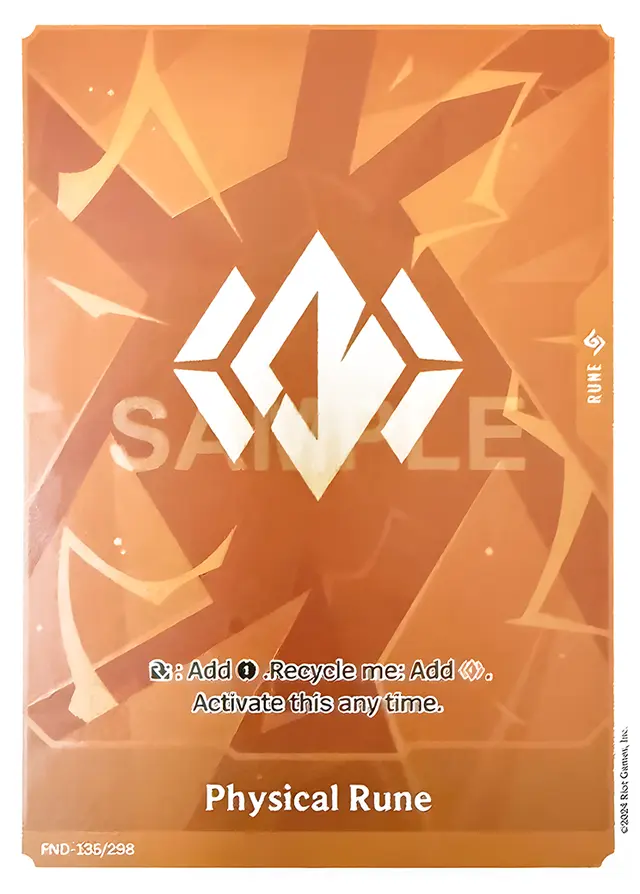 RUNE
SAMPLE
: Add 1 .Recycle me: Add .
Activate this any time.
Physical Rune
FND-135/298
©2024 Riot Games, Inc.